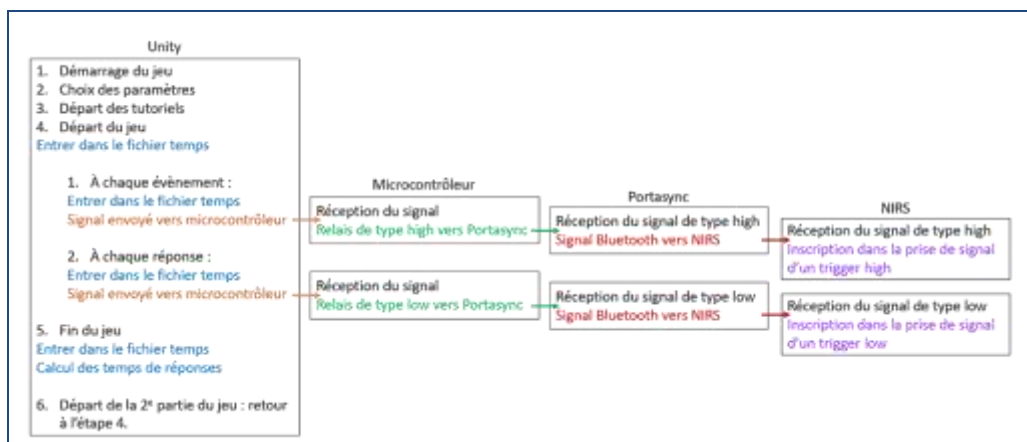 Unity
1. Démarrage du jeu
2. Choix des paramètres
3. Départ des tutoriels
4. Départ du jeu
Entrer dans le fichier temps
1. À chaque évènement :
Entrer dans le fichier temps
Signal envoyé vers microcontrôleur
2. À chaque réponse :
Entrer dans le fichier temps
Signal envoyé vers microcontrôleur
5. Fin du jeu
Entrer dans le fichier temps
Calcul des temps de réponses
6. Départ de la 2e partie du jeu : retour
à l'étape 4.
Microcontrôleur
Réception du signal
Relais de type high vers Portasync
Réception du signal
Relais de type low vers Portasync
Portasync
Réception du signal de type high
Signal Bluetooth vers NIRS
Réception du signal de type low
Signal Bluetooth vers NIRS
NIRS
Réception du signal de type high
Inscription dans la prise de signal
d'un trigger high
Réception du signal de type low
Inscription dans la prise de signal
d'un trigger low